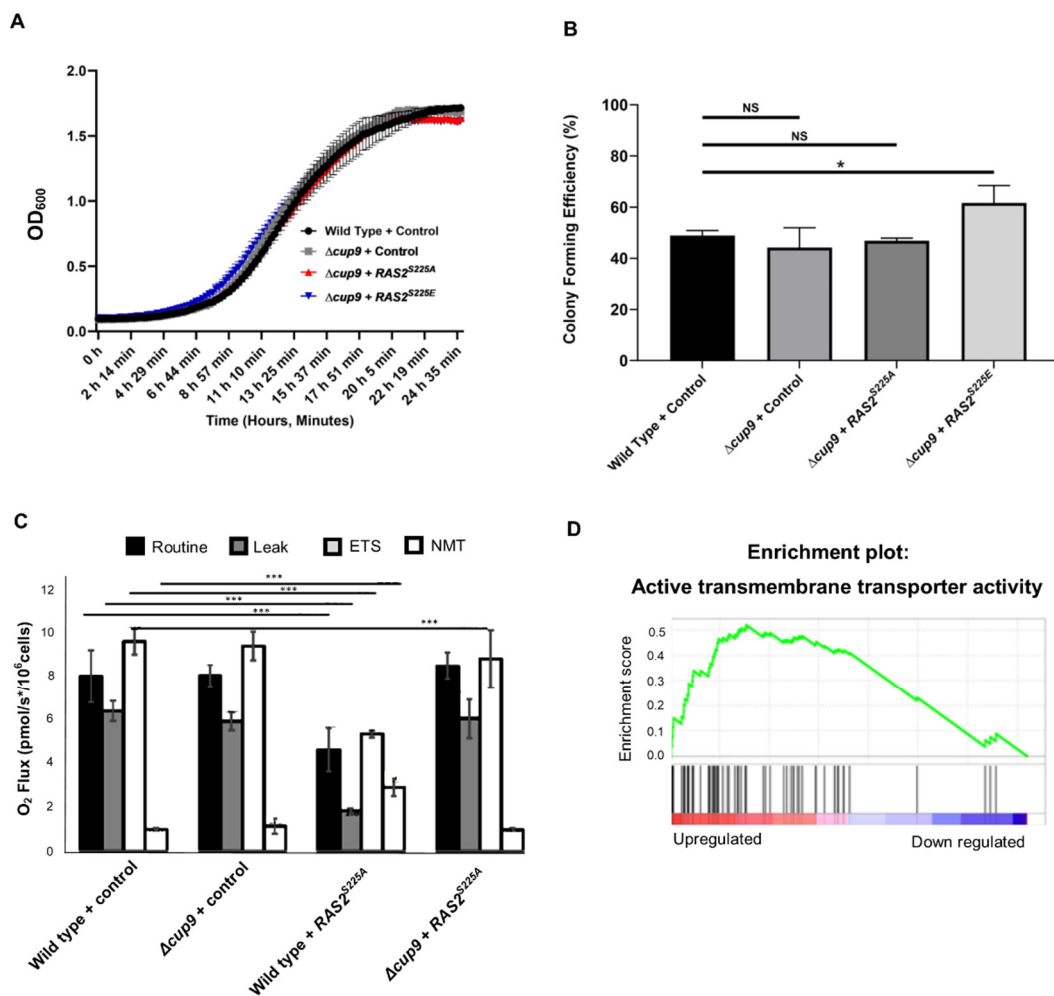 A
2.0
1.5
1.0
0.5
0.0
OD600
Wild Type + Control
Δcup9 + Control
Δcup9 + RAS2S225A
Δcup9 + RAS2S225E
0 h
2 h 14 min
4 h 29 min
6 h 44 min
8 h 57 min
11 h 10 min
13 h 25 min
15 h 37 min
17 h 51 min
20 h 5 min
22 h 19 min
24 h 35 min
Time (Hours, Minutes)
B
Colony Forming Efficiency (%)
100
80
60
40
20
0
NS
NS
*
Wild Type + Control
Δcup9 + Control
Δcup9 + RAS2S225A
Δcup9 + RAS2S225E
C
Routine
Leak
ETS
NMT
O2 Flux (pmol/s*/10^6cells)
12
10
8
6
4
2
0
***
***
***
***
***
Wild type + control
Δcup9 + control
Wild type + RAS2S225A
Δcup9 + RAS2S225A
D
Enrichment plot:
Active transmembrane transporter activity
Enrichment score
0.5
0.4
0.3
0.2
0.1
0.0
Upregulated
Down regulated